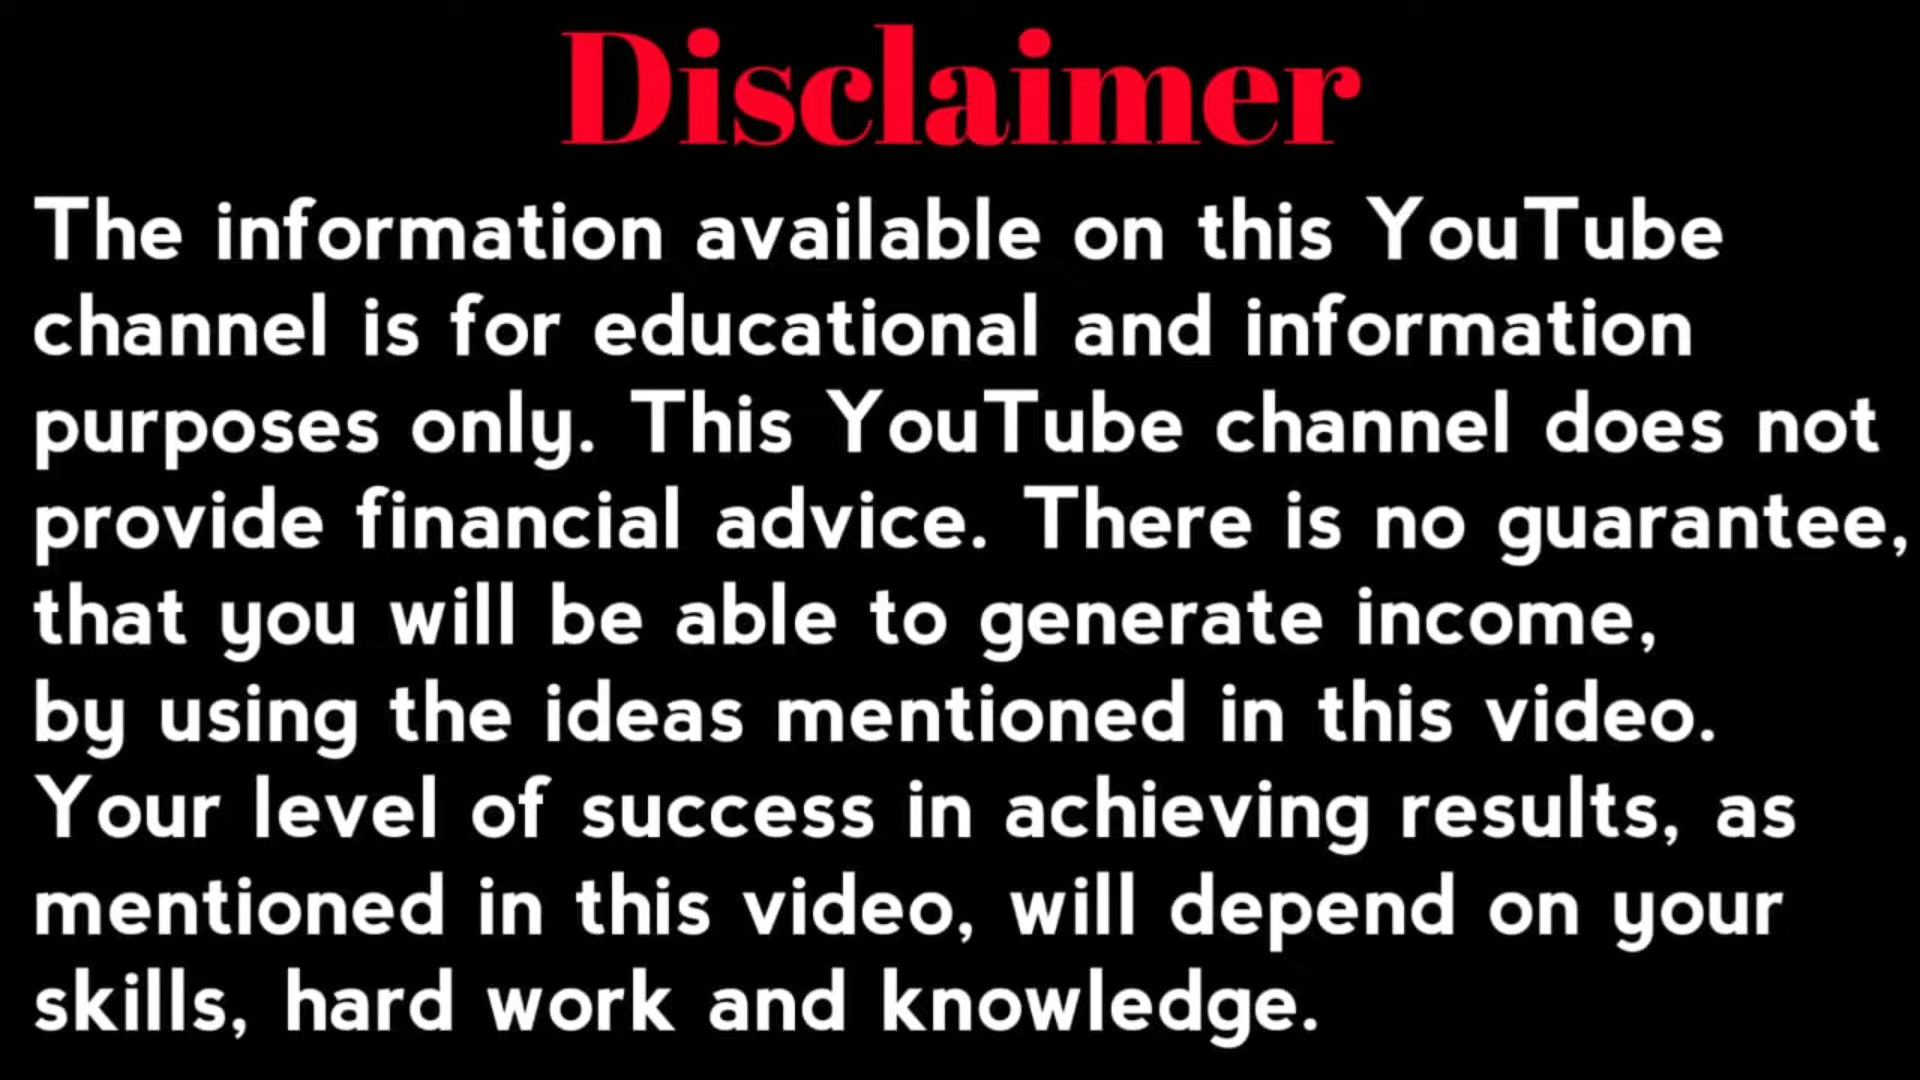 Disclaimer
The information available on this YouTube
channel is for educational and information
purposes only. This YouTube channel does not
provide financial advice. There is no guarantee,
that you will be able to generate income,
by using the ideas mentioned in this video.
Your level of success in achieving results, as
mentioned in this video, will depend on your
skills, hard work and knowledge.